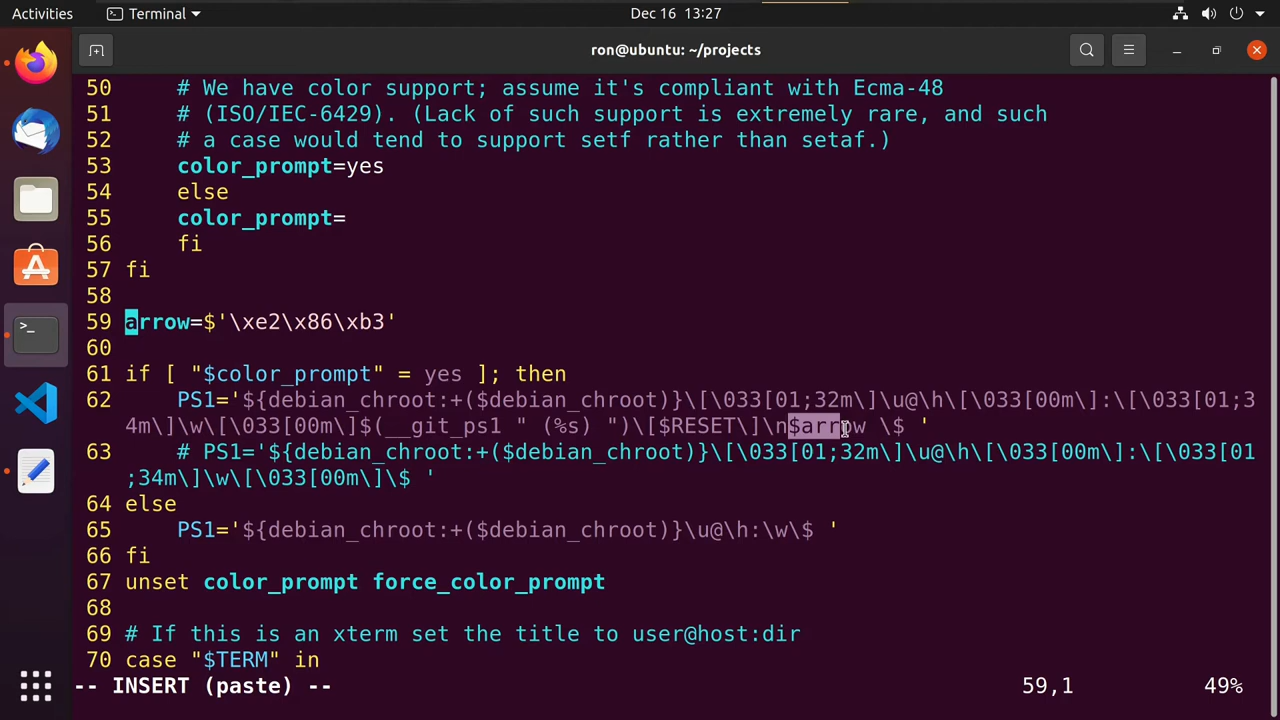 Activities
Terminal
Dec 16 13:27
ron@ubuntu: ~/projects
50     # We have color support; assume it's compliant with Ecma-48
51     # (ISO/IEC-6429). (Lack of such support is extremely rare, and such
52     # a case would tend to support setf rather than setaf.)
53     color_prompt=yes
54     else
55     color_prompt=
56     fi
57 fi
58
59 arrow=$'\xe2\x86\xb3'
60
61 if [ "$color_prompt" = yes ]; then
62     PS1='${debian_chroot:+($debian_chroot)}\[\033[01;32m\]\u@\h\[\033[00m\]:\[\033[01;3
4m\]\w\[\033[00m\]$(__git_ps1 " (%s) ")\[$RESET\]\n$arrow \$ '
63     # PS1='${debian_chroot:+($debian_chroot)}\[\033[01;32m\]\u@\h\[\033[00m\]:\[\033[01
;34m\]\w\[\033[00m\]\$ '
64 else
65     PS1='${debian_chroot:+($debian_chroot)}\u@\h:\w\$ '
66 fi
67 unset color_prompt force_color_prompt
68
69 # If this is an xterm set the title to user@host:dir
70 case "$TERM" in
-- INSERT (paste) --
59,1
49%